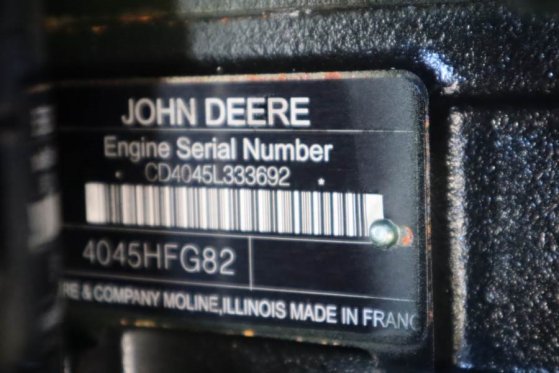 JOHN DEERE
Engine Serial Number
* CD4045L333692 *
4045HFG82
RE & COMPANY MOLINE, ILLINOIS MADE IN FRANC